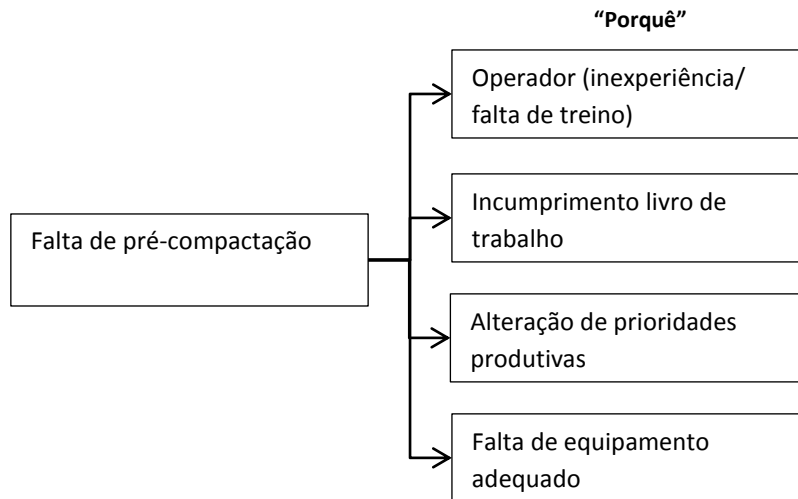 “Porquê”
Operador (inexperiência/
falta de treino)
Incumprimento livro de
trabalho
Falta de pré-compactação
Alteração de prioridades
produtivas
Falta de equipamento
adequado